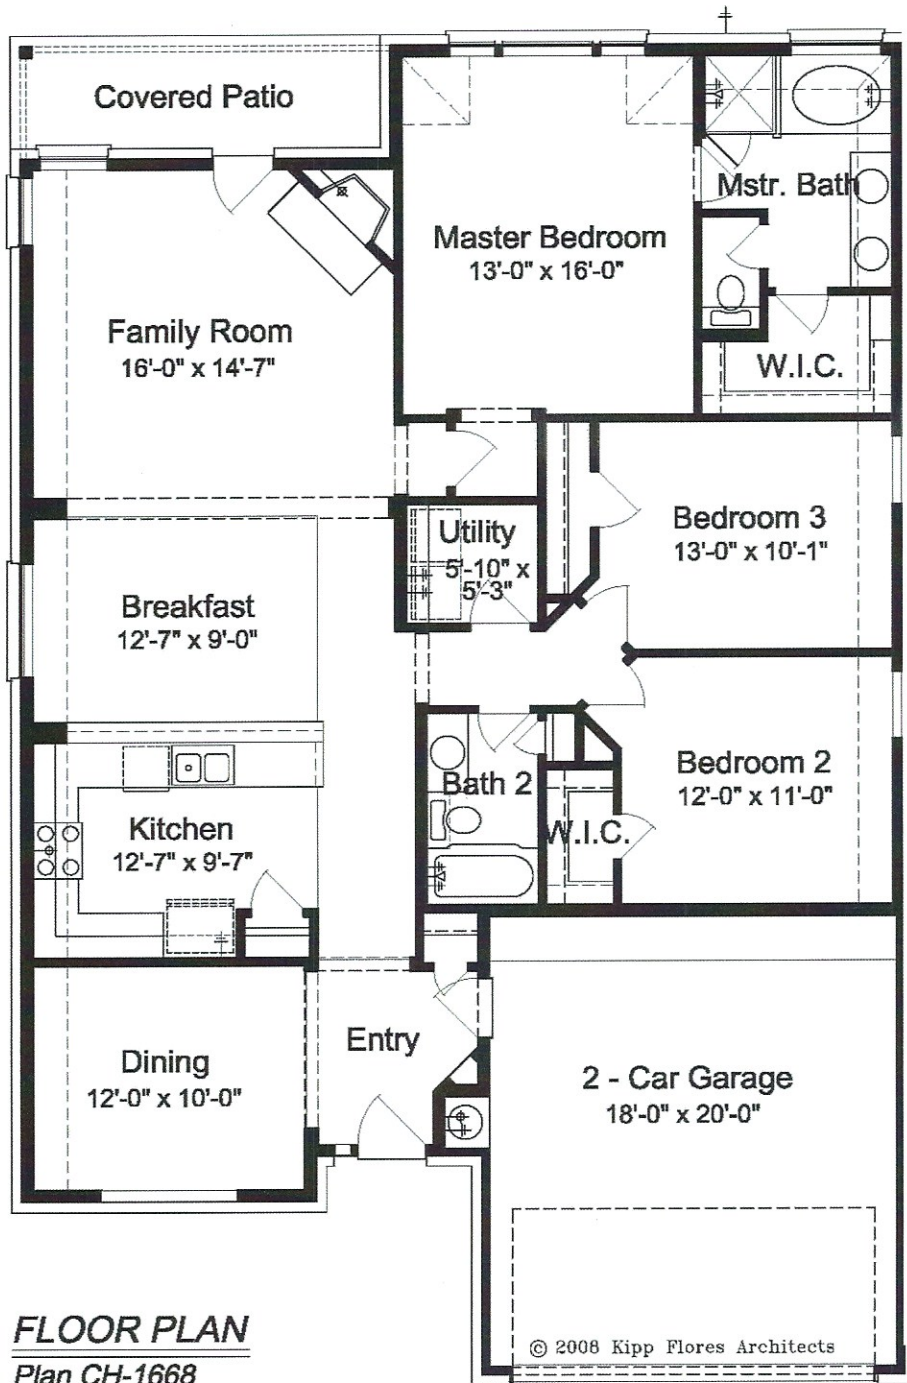 Covered Patio
Mstr. Bath
Master Bedroom
13'-0" x 16'-0"
Family Room
16'-0" x 14'-7"
W.I.C.
Utility
5'-10" x
5'-3"
Bedroom 3
13'-0" x 10'-1"
Breakfast
12'-7" x 9'-0"
Bedroom 2
12'-0" x 11'-0"
Bath 2
Kitchen
12'-7" x 9'-7"
W.I.C.
Entry
Dining
12'-0" x 10'-0"
2 - Car Garage
18'-0" x 20'-0"
© 2008 Kipp Flores Architects
FLOOR PLAN
Plan CH-1668